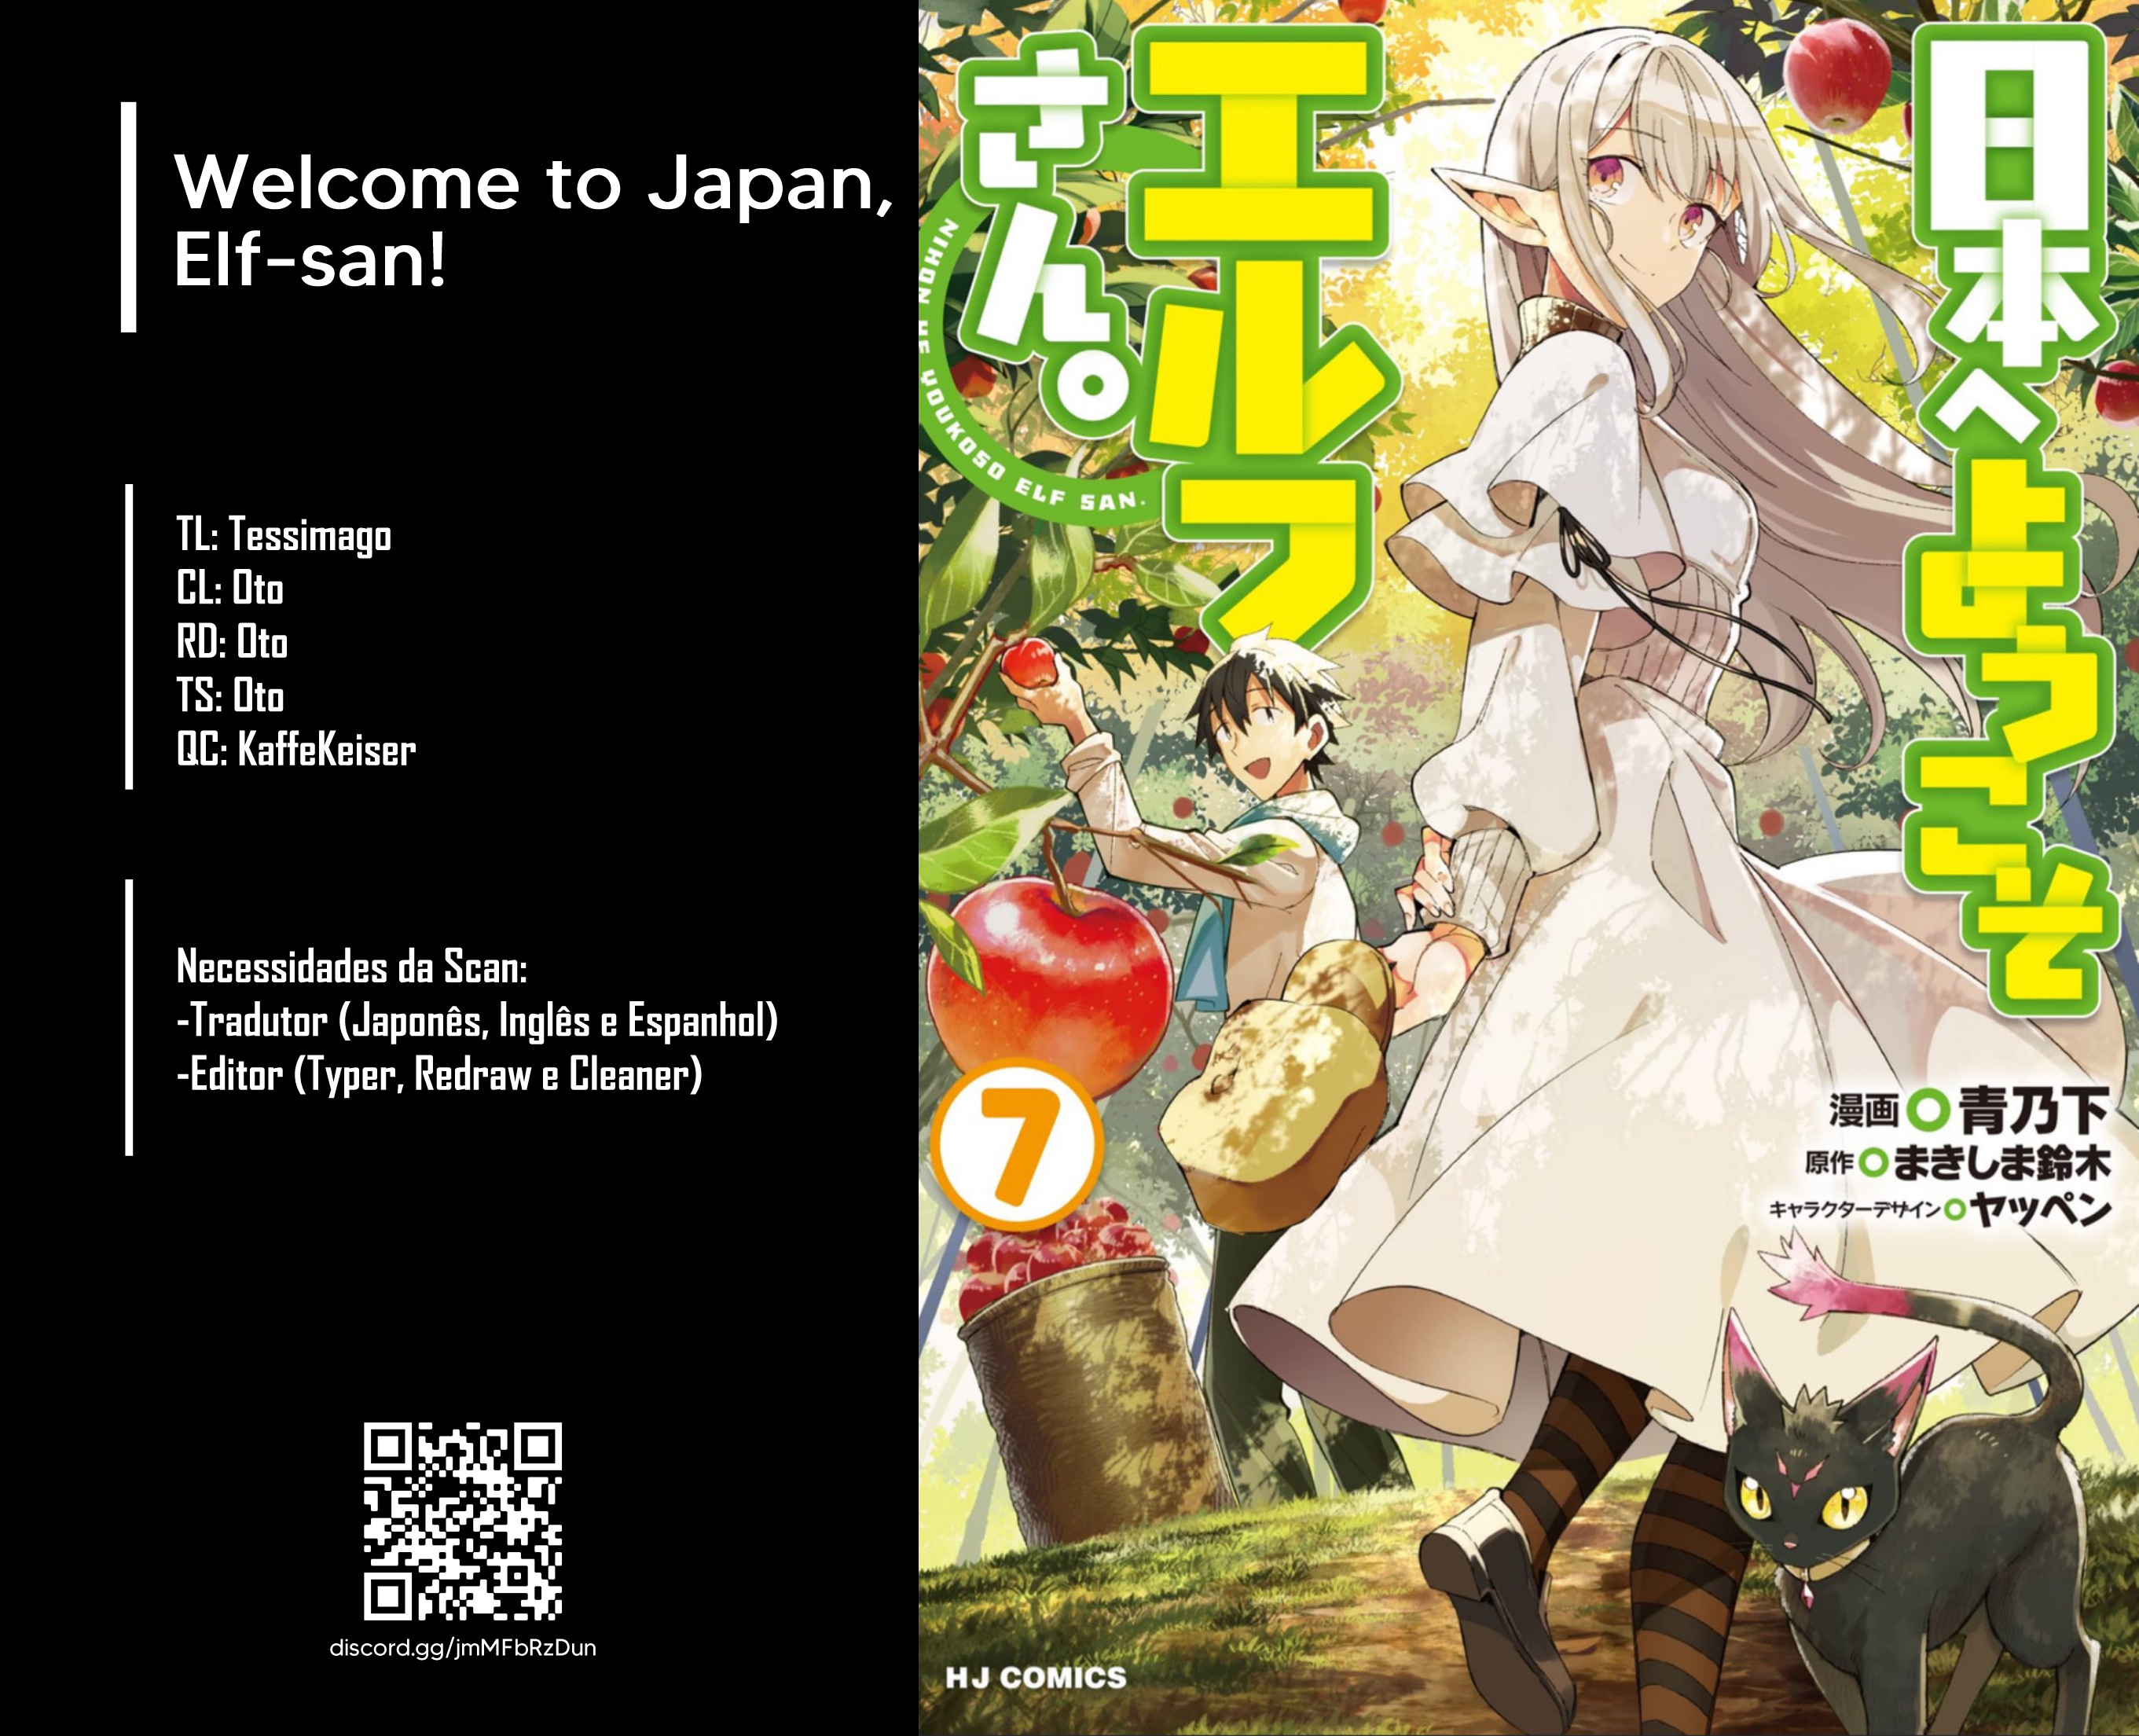 Welcome to Japan,
Elf-san!
TL: Tessimago
CL: Oto
RD: Oto
TS: Oto
QC: KaffeKeiser
Necessidades da Scan:
-Tradutor (Japonês, Inglês e Espanhol)
-Editor (Typer, Redraw e Cleaner)
discord.gg/jmMFbRzDun
日本へようこそ
エルフ
さん。
NIHON HE YOUKOSO ELF SAN.
漫画 青乃下
原作 まきしま鈴木
キャラクターデザイン ヤッペン
7
HJ COMICS